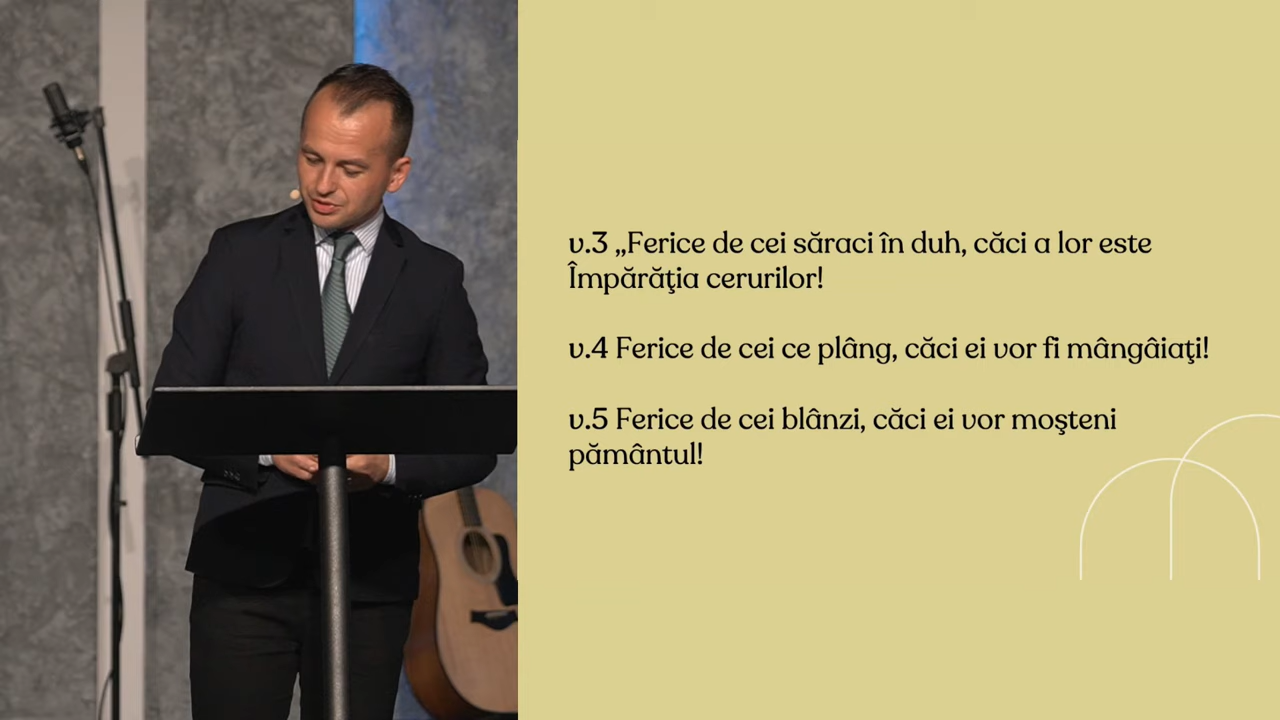 v.3 „Ferice de cei săraci în duh, căci a lor este
Împărăţia cerurilor!
v.4 Ferice de cei ce plâng, căci ei vor fi mângâiaţi!
v.5 Ferice de cei blânzi, căci ei vor moşteni
pământul!